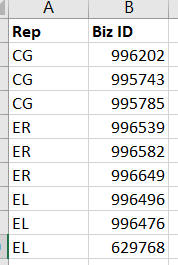 A B
Rep Biz ID
CG 996202
CG 995743
CG 995785
ER 996539
ER 996582
ER 996649
EL 996496
EL 996476
EL 629768